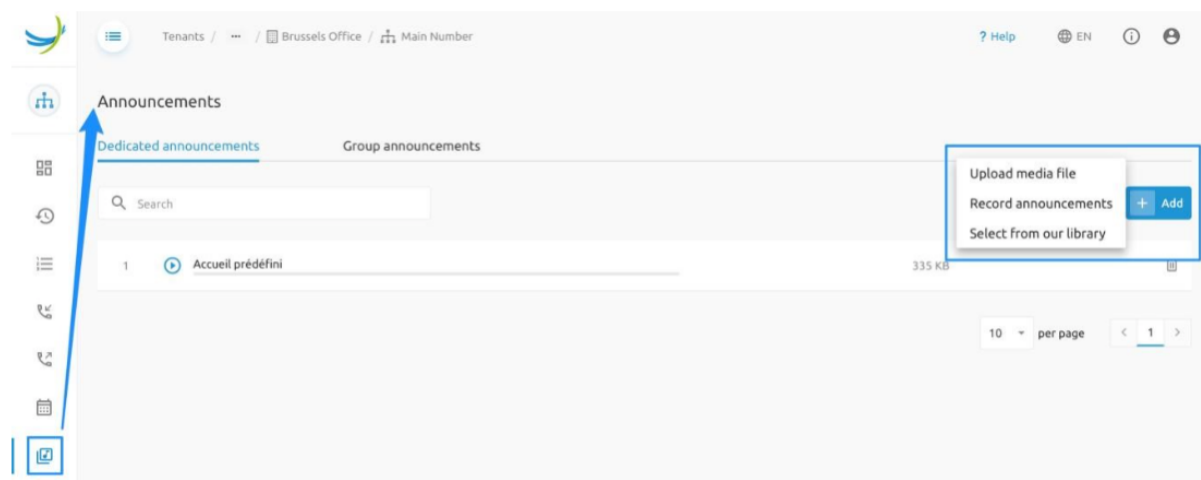 Tenants / ... / Brussels Office / Main Number
? Help
EN
Announcements
Dedicated announcements
Group announcements
Upload media file
Record announcements
Select from our library
+ Add
Search
1
Accueil prédéfini
335 KB
10
per page
< 1 >